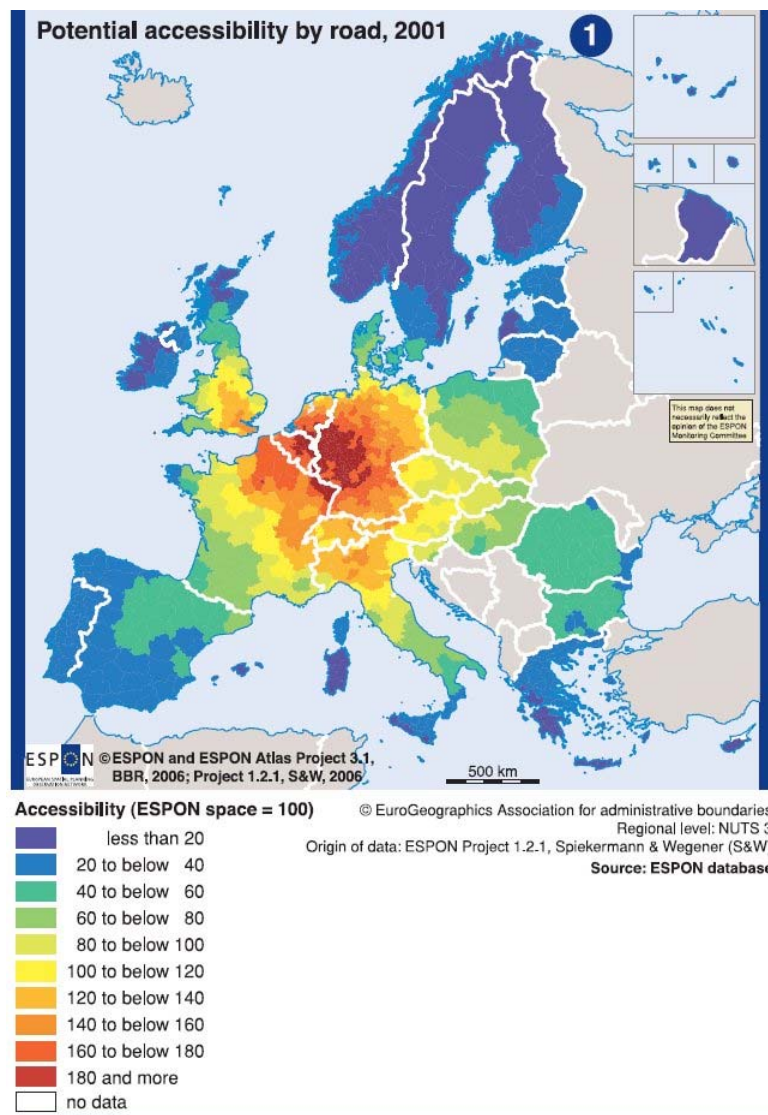 Potential accessibility by road, 2001
1
This map does not
necessarily reflect the
opinion of the ESPON
Monitoring Committee
ESPON
EUROPEAN SPATIAL PLANNING
OBSERVATION NETWORK
©ESPON and ESPON Atlas Project 3.1,
BBR, 2006; Project 1.2.1, S&W, 2006
500 km
Accessibility (ESPON space = 100)
less than 20
20 to below 40
40 to below 60
60 to below 80
80 to below 100
100 to below 120
120 to below 140
140 to below 160
160 to below 180
180 and more
no data
© EuroGeographics Association for administrative boundaries
Regional level: NUTS 3
Origin of data: ESPON Project 1.2.1, Spiekermann & Wegener (S&W
Source: ESPON database